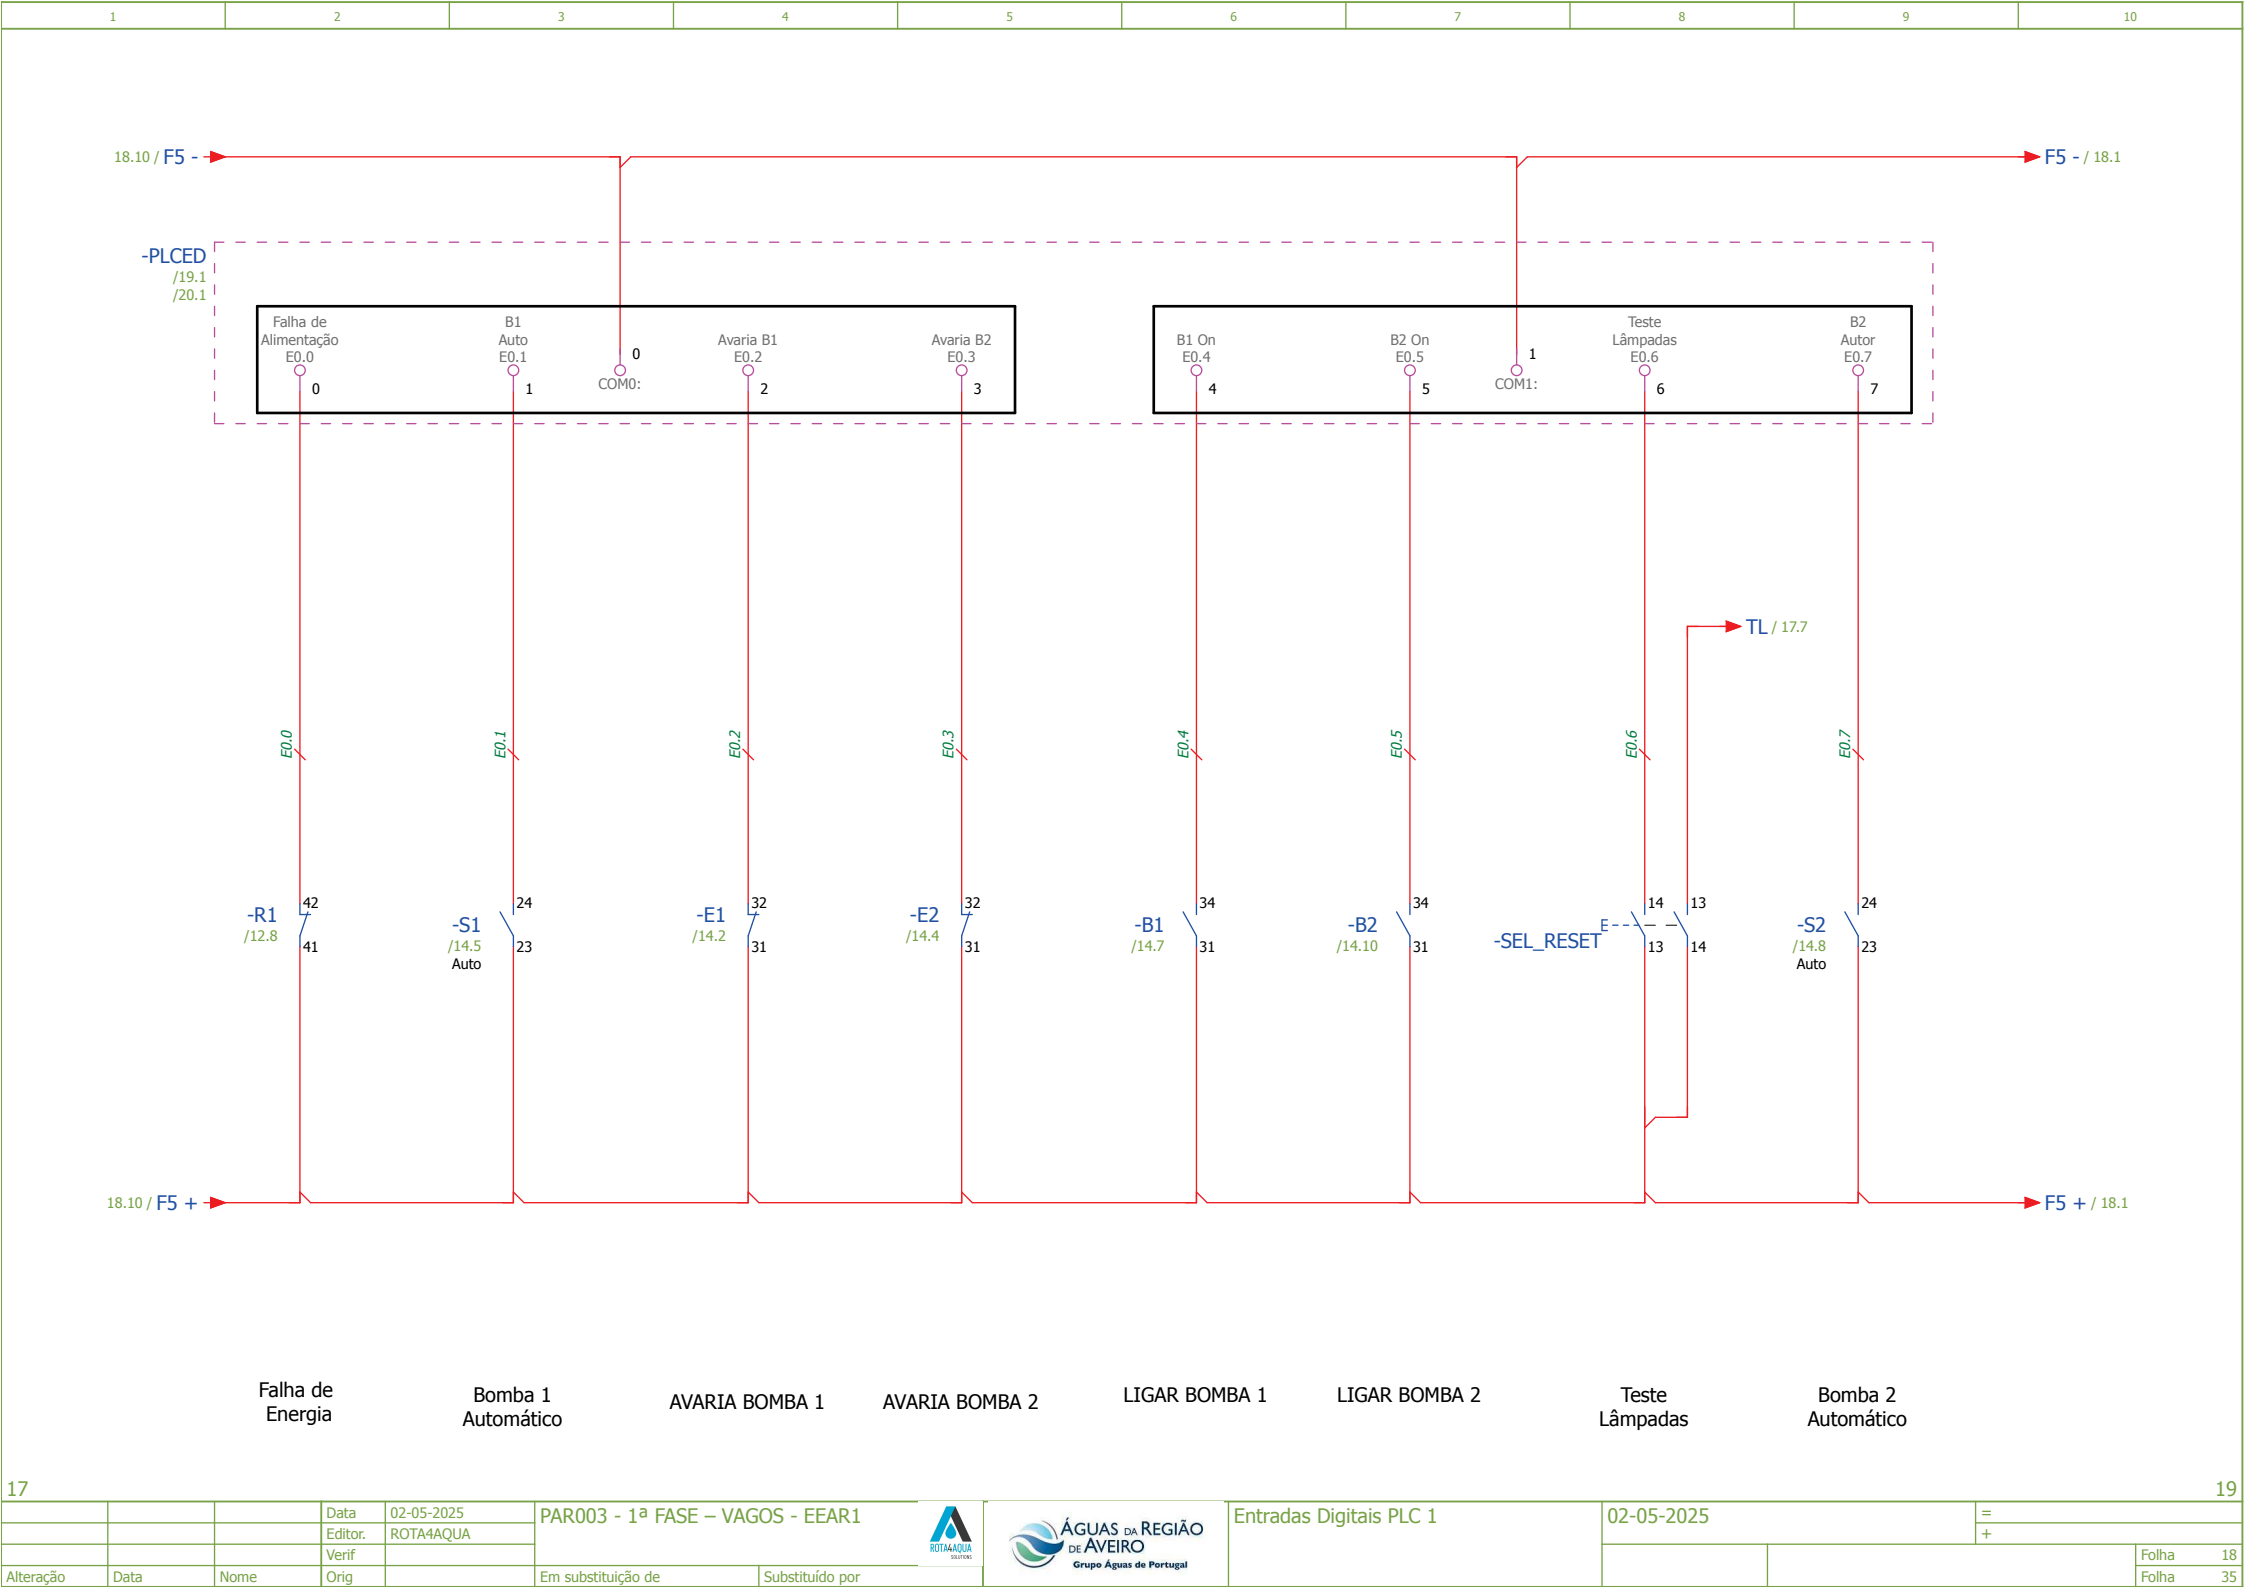 1 2 3 4 5 6 7 8 9 10
18.10 / F5 -
F5 - / 18.1
-PLCED
/19.1
/20.1
Falha de
Alimentação
E0.0
0
B1
Auto
E0.1
1
0
COM0:
Avaria B1
E0.2
2
Avaria B2
E0.3
3
B1 On
E0.4
4
B2 On
E0.5
5
1
COM1:
Teste
Lâmpadas
E0.6
6
B2
Autor
E0.7
7
TL / 17.7
E0.0
E0.1
E0.2
E0.3
E0.4
E0.5
E0.6
E0.7
-R1
/12.8
42
41
-S1
/14.5
Auto
24
23
-E1
/14.2
32
31
-E2
/14.4
32
31
-B1
/14.7
34
31
-B2
/14.10
34
31
-SEL_RESET
E
14
13
13
14
-S2
/14.8
Auto
24
23
18.10 / F5 +
F5 + / 18.1
Falha de
Energia
Bomba 1
Automático
AVARIA BOMBA 1
AVARIA BOMBA 2
LIGAR BOMBA 1
LIGAR BOMBA 2
Teste
Lâmpadas
Bomba 2
Automático
17
19
Data 02-05-2025
Editor. ROTA4AQUA
Verif
Alteração Data Nome Orig
PAR003 - 1ª FASE – VAGOS - EEAR1
Em substituição de
Substituído por
ROTA4AQUA
SOLUTIONS
ÁGUAS DA REGIÃO
DE AVEIRO
Grupo Águas de Portugal
Entradas Digitais PLC 1
02-05-2025
=
+
Folha 18
Folha 35